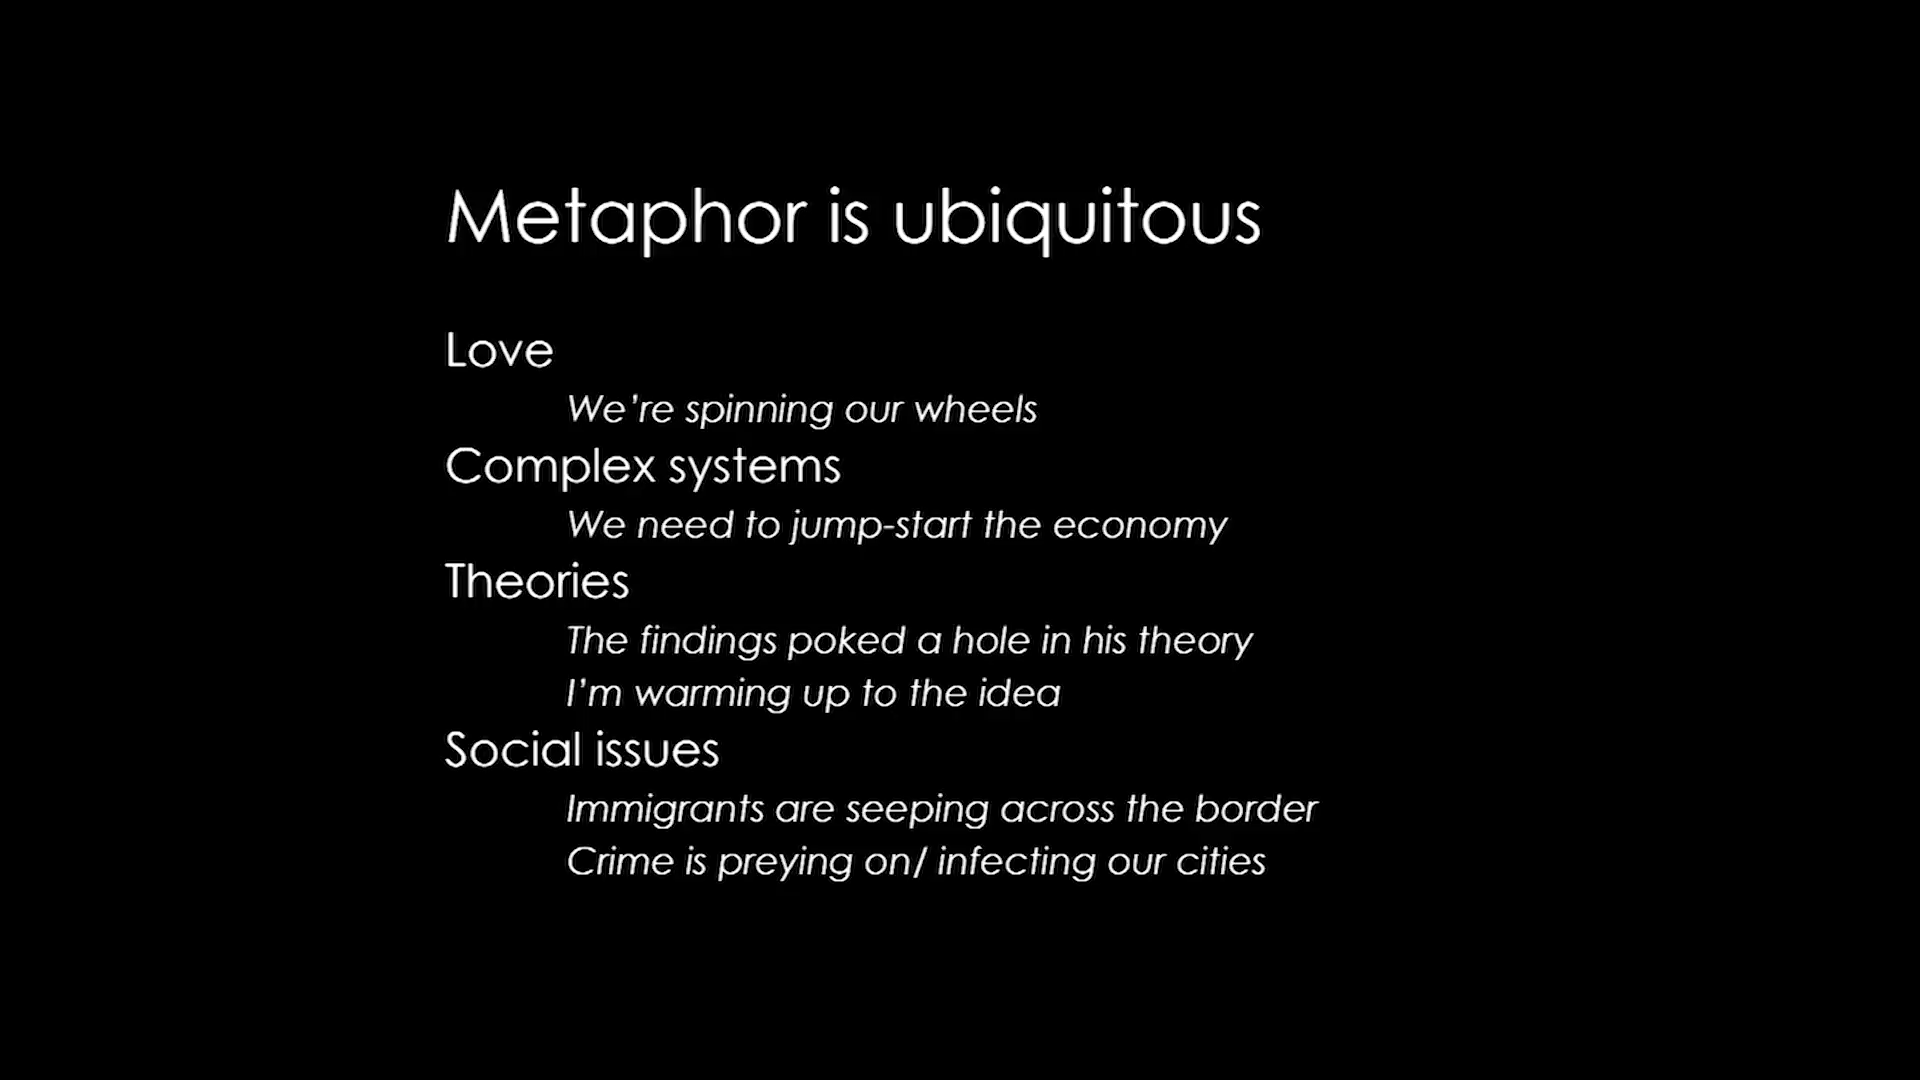 Metaphor is ubiquitous
Love
We’re spinning our wheels
Complex systems
We need to jump-start the economy
Theories
The findings poked a hole in his theory
I’m warming up to the idea
Social issues
Immigrants are seeping across the border
Crime is preying on/ infecting our cities